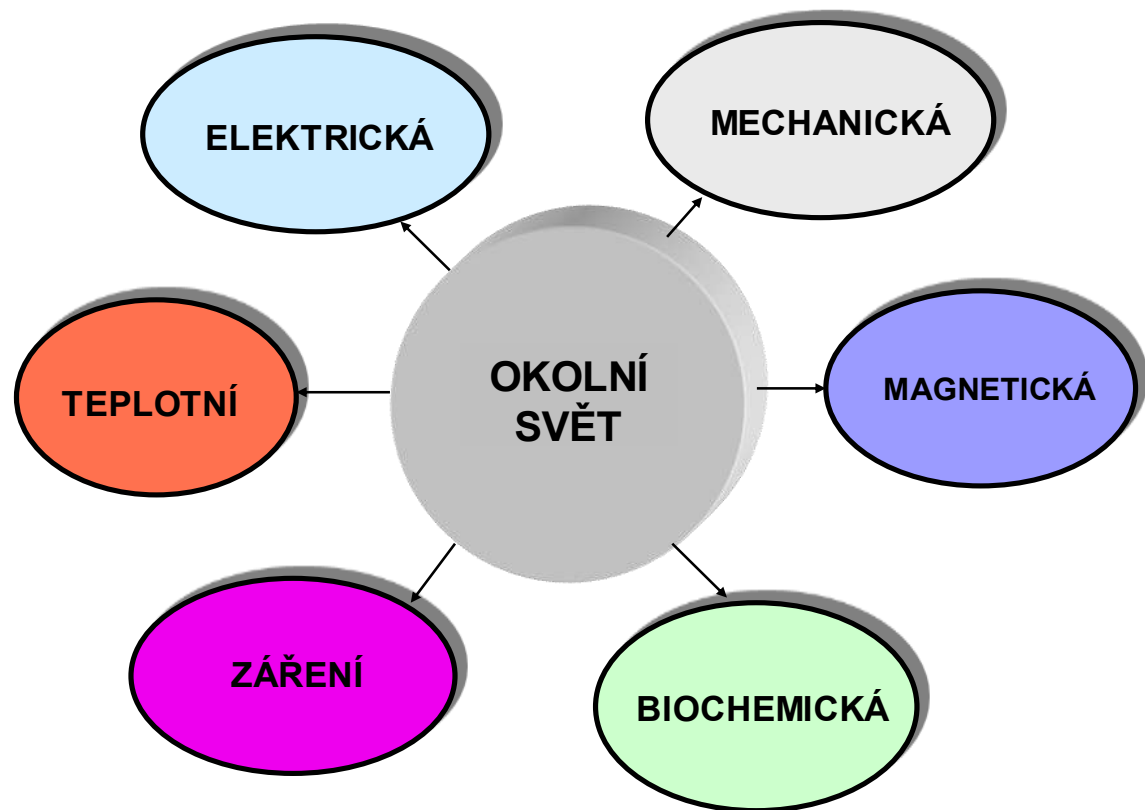 ELEKTRICKÁ
MECHANICKÁ
OKOLNÍ
SVĚT
TEPLOTNÍ
MAGNETICKÁ
ZÁŘENÍ
BIOCHEMICKÁ